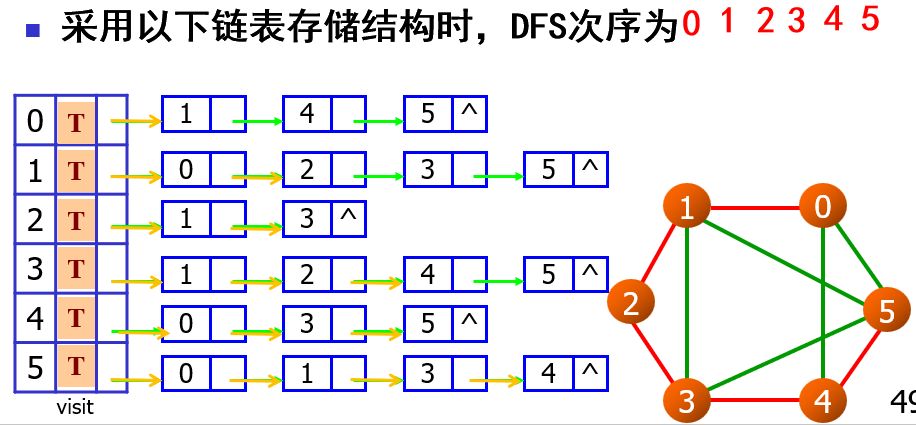 采用以下链表存储结构时，DFS次序为0 1 2 3 4 5
0 T 1 4 5 ^
1 T 0 2 3 5 ^
2 T 1 3 ^
3 T 1 2 4 5 ^
4 T 0 3 5 ^
5 T 0 1 3 4 ^
visit
1 0
2 5
3 4
49